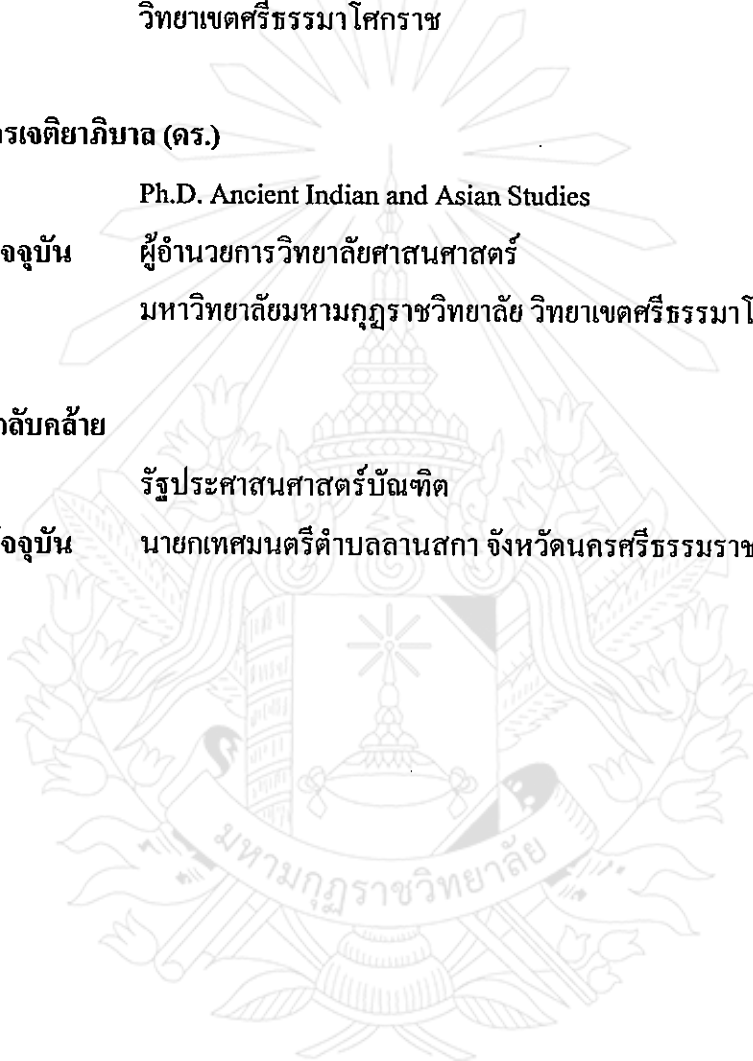 วิทยาเขตศรีธรรมาโศกราช
รเจติยาภิบาล (ดร.)
Ph.D. Ancient Indian and Asian Studies
จจุบัน ผู้อำนวยการวิทยาลัยศาสนศาสตร์
มหาวิทยาลัยมหามกุฏราชวิทยาลัย วิทยาเขตศรีธรรมาโ
ลับคล้าย
รัฐประศาสนศาสตร์บัณฑิต
ัจจุบัน นายกเทศมนตรีตำบลลานสกา จังหวัดนครศรีธรรมราช
มหามกุฏราชวิทยาลัย